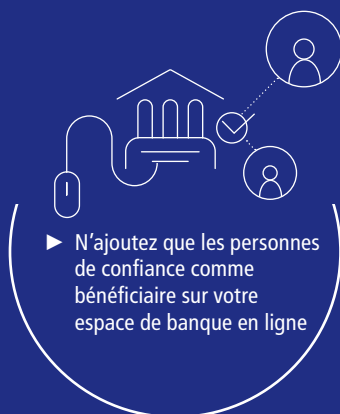 ► N’ajoutez que les personnes
de confiance comme
bénéficiaire sur votre
espace de banque en ligne